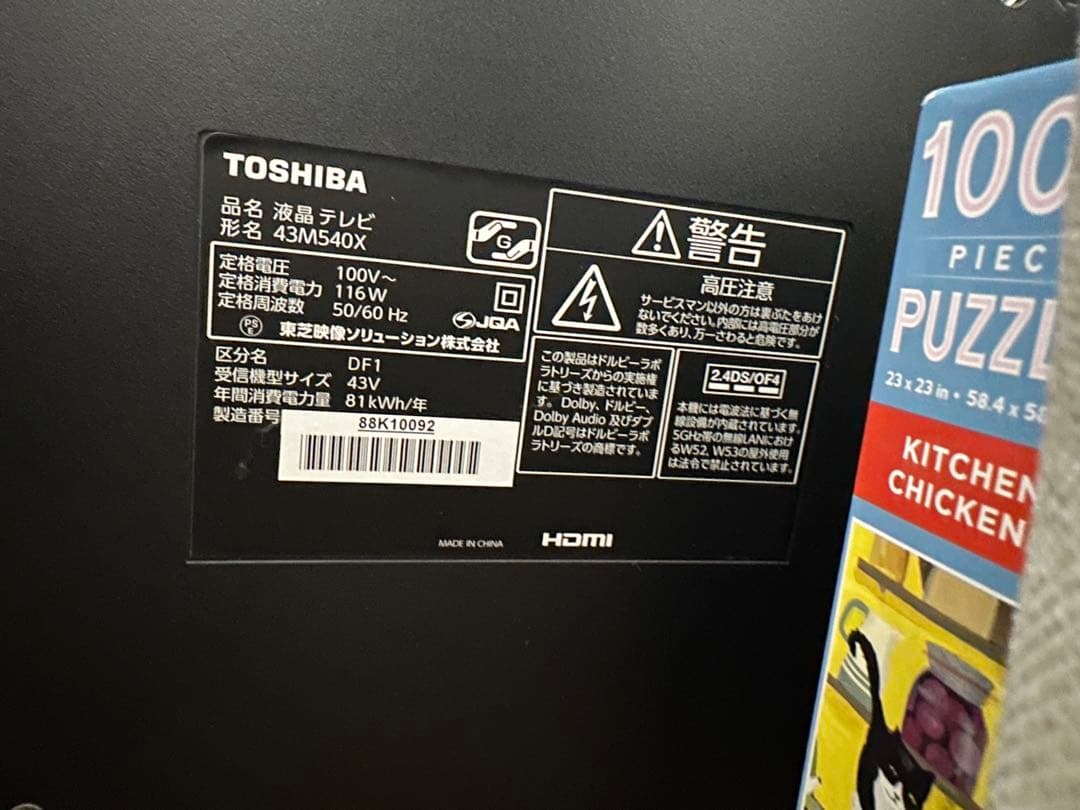 TOSHIBA
品名 液晶テレビ
形名 43M540X
G
定格電圧 100V～
定格消費電力 116W
定格周波数 50/60 Hz
PS
E
JQA
東芝映像ソリューション株式会社
区分名 DF1
受信機型サイズ 43V
年間消費電力量 81kWh/年
製造番号
88K10092
警告
高圧注意
サービスマン以外の方は裏ぶたをあけ
ないでください。内部には高電圧部分が
数多くあり、万一さわると危険です。
この製品はドルビーラボ
ラトリーズからの実施権
に基づき製造されていま
す。Dolby、ドルビー、
Dolby Audio 及びダブ
ルD記号はドルビーラボ
ラトリーズの商標です。
2.4DS/OF4
本機には電波法に基づく無
線設備が内蔵されています。
5GHz帯の無線LANにおけ
るW52、W53の屋外使用
は法令で禁止されています。
MADE IN CHINA
HDMI
100
PIEC
PUZZL
23 x 23 in • 58.4 x 58
KITCHEN
CHICKEN